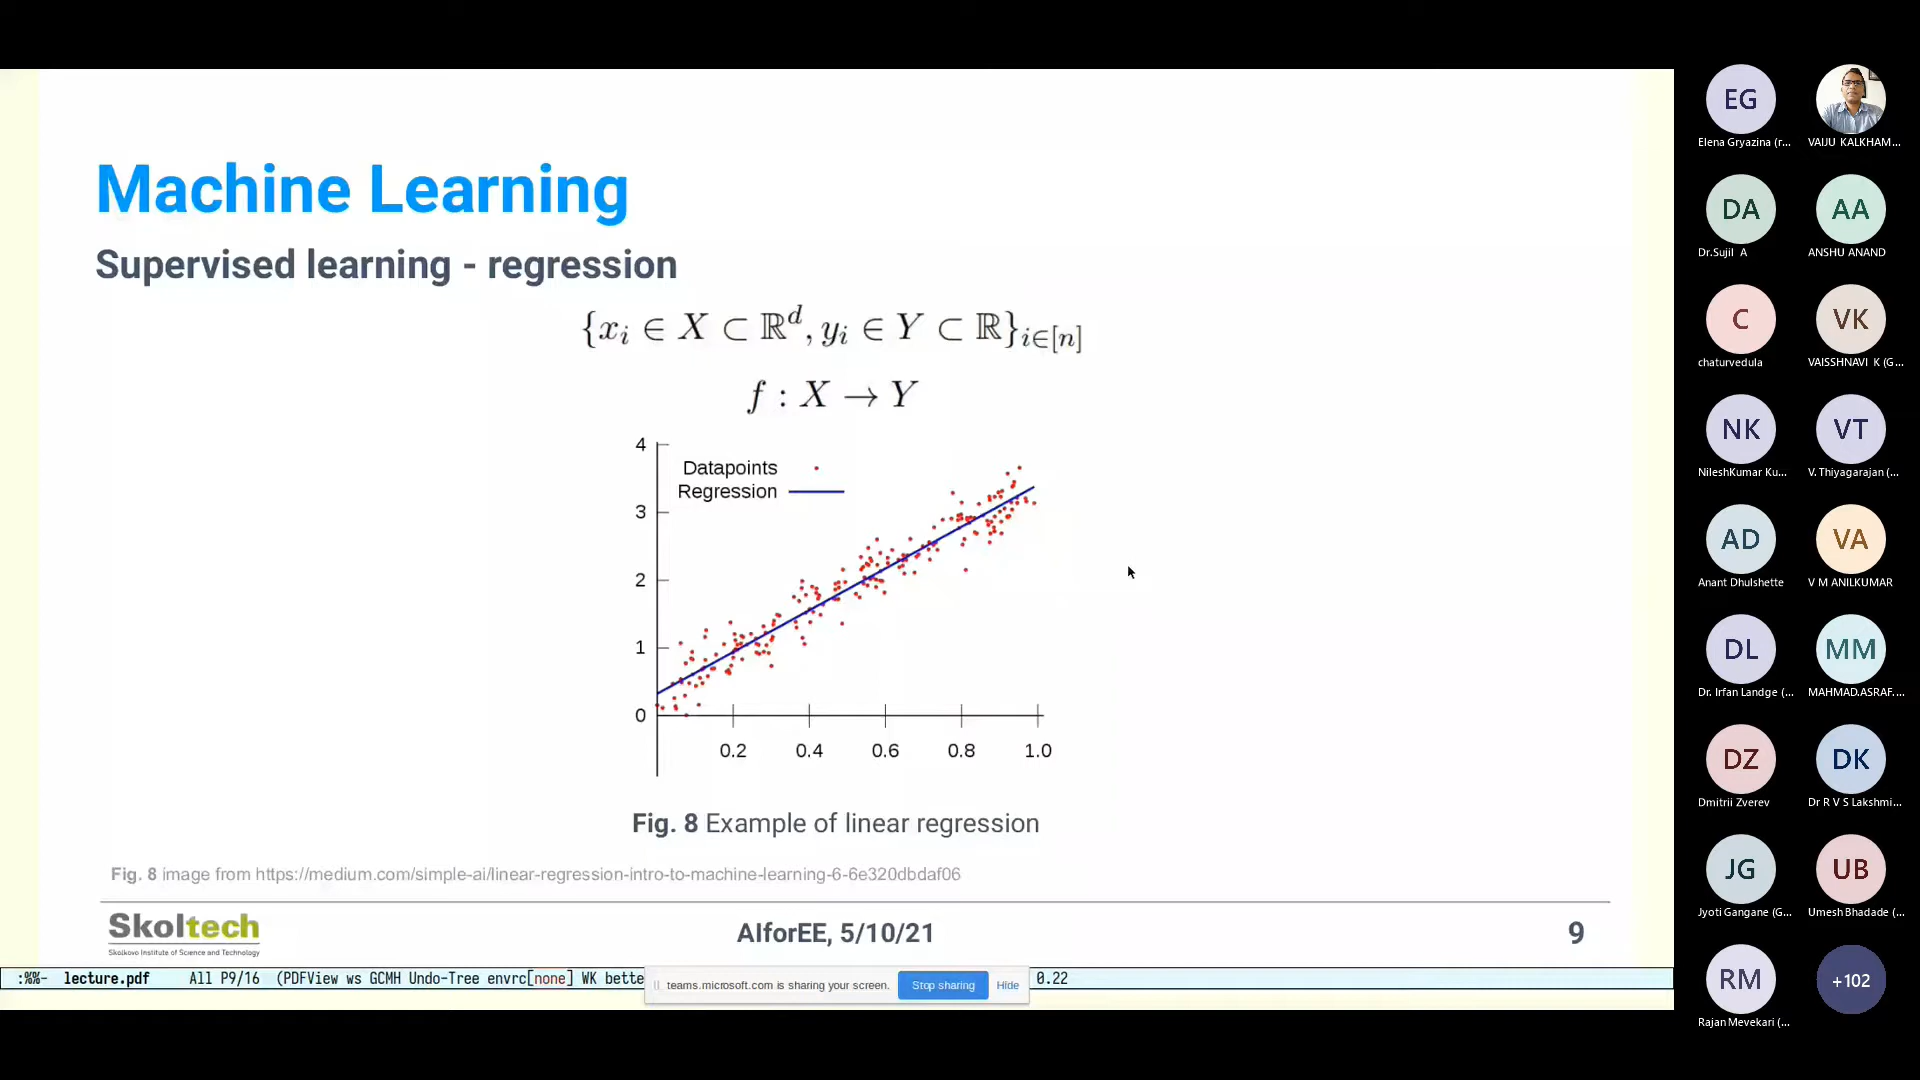 Machine Learning
Supervised learning - regression
{x_i ∈ X ⊂ ℝ^d, y_i ∈ Y ⊂ ℝ}_{i∈[n]}
f : X → Y
4
3
2
1
0
Datapoints
Regression
0.2 0.4 0.6 0.8 1.0
Fig. 8 Example of linear regression
Fig. 8 image from https://medium.com/simple-ai/linear-regression-intro-to-machine-learning-6-6e320dbdaf06
Skoltech
Skolkovo Institute of Science and Technology
AIforEE, 5/10/21
9
:%%- lecture.pdf All P9/16 (PDFView ws GCMH Undo-Tree envrc[none] WK bette
0.22
teams.microsoft.com is sharing your screen.
Stop sharing
Hide
EG
Elena Gryazina (r...
VAIJU KALKHAM...
DA
Dr.Sujil A
AA
ANSHU ANAND
C
chaturvedula
VK
VAISSHNAVI K (G...
NK
NileshKumar Ku...
VT
V. Thiyagarajan (...
AD
Anant Dhulshette
VA
V M ANILKUMAR
DL
Dr. Irfan Landge (...
MM
MAHMAD.ASRAF....
DZ
Dmitrii Zverev
DK
Dr R V S Lakshmi...
JG
Jyoti Gangane (G...
UB
Umesh Bhadade (...
RM
Rajan Mevekari (...
+102